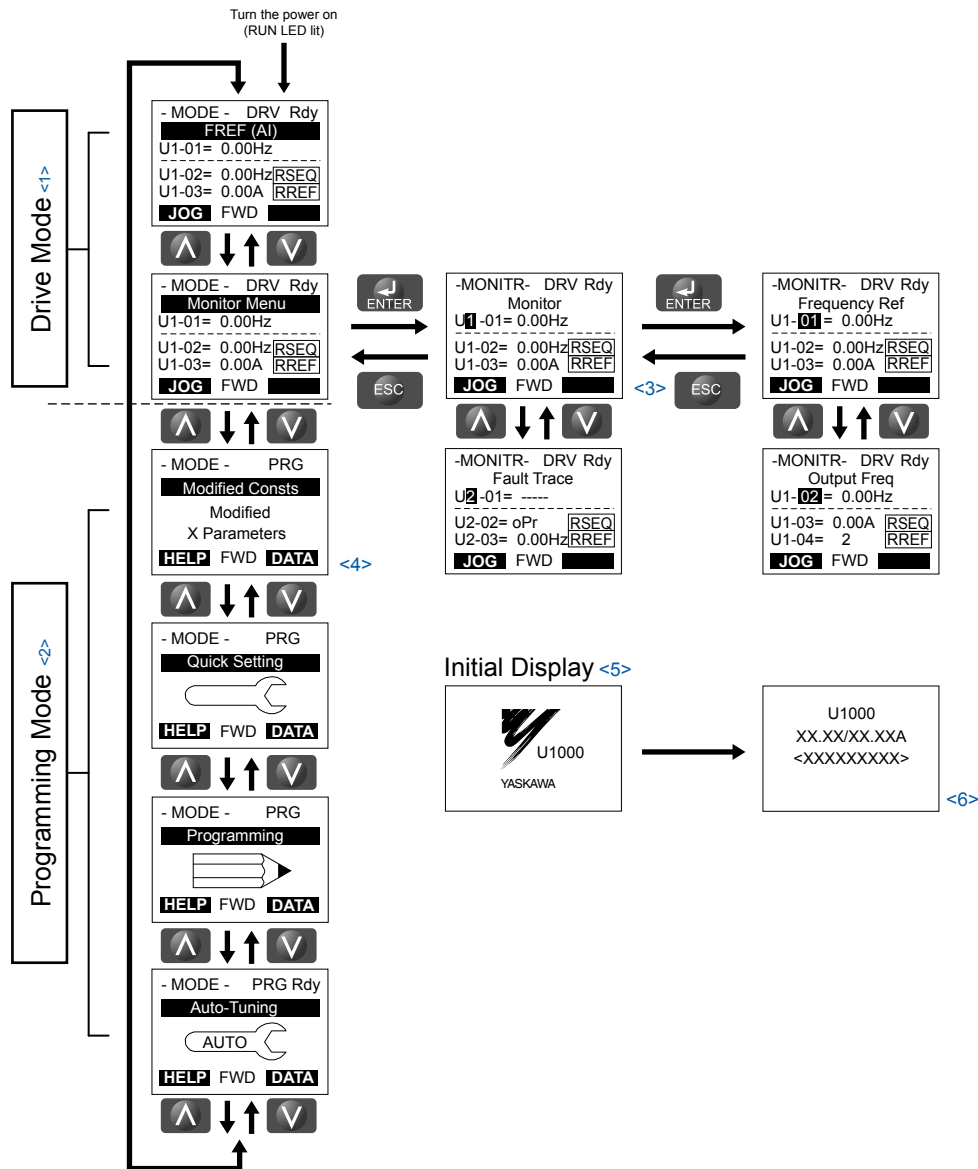 Turn the power on
(RUN LED lit)
Drive Mode <1>
- MODE - DRV Rdy
FREF (AI)
U1-01= 0.00Hz
U1-02= 0.00Hz RSEQ
U1-03= 0.00A RREF
JOG FWD
- MODE - DRV Rdy
Monitor Menu
U1-01= 0.00Hz
U1-02= 0.00Hz RSEQ
U1-03= 0.00A RREF
JOG FWD
ENTER
ESC
-MONITR- DRV Rdy
Monitor
U1 -01= 0.00Hz
U1-02= 0.00Hz RSEQ
U1-03= 0.00A RREF
JOG FWD
<3>
ENTER
ESC
-MONITR- DRV Rdy
Frequency Ref
U1- 01 = 0.00Hz
U1-02= 0.00Hz RSEQ
U1-03= 0.00A RREF
JOG FWD
-MONITR- DRV Rdy
Fault Trace
U2 -01= -----
U2-02= oPr RSEQ
U2-03= 0.00Hz RREF
JOG FWD
-MONITR- DRV Rdy
Output Freq
U1- 02 = 0.00Hz
U1-03= 0.00A RSEQ
U1-04= 2 RREF
JOG FWD
Programming Mode <2>
- MODE - PRG
Modified Consts
Modified
X Parameters
HELP FWD DATA
<4>
- MODE - PRG
Quick Setting
HELP FWD DATA
- MODE - PRG
Programming
HELP FWD DATA
- MODE - PRG Rdy
Auto-Tuning
AUTO
HELP FWD DATA
Initial Display <5>
U1000
YASKAWA
U1000
XX.XX/XX.XXA
<XXXXXXXXX>
<6>